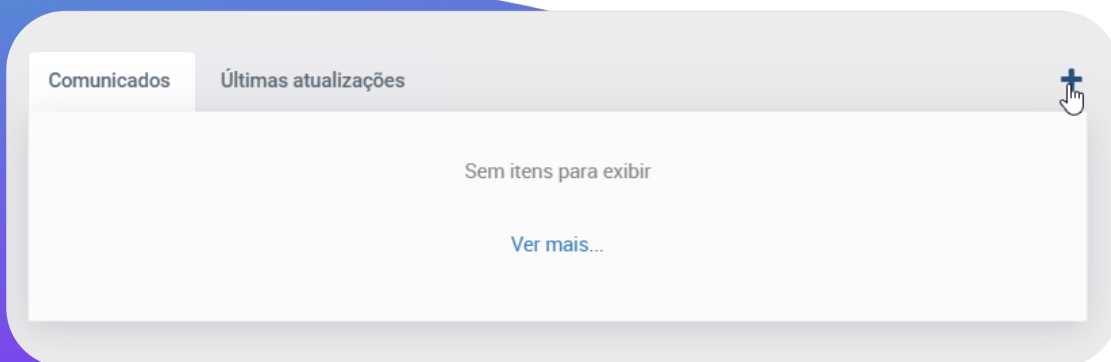 Comunicados
Últimas atualizações
Sem itens para exibir
Ver mais...